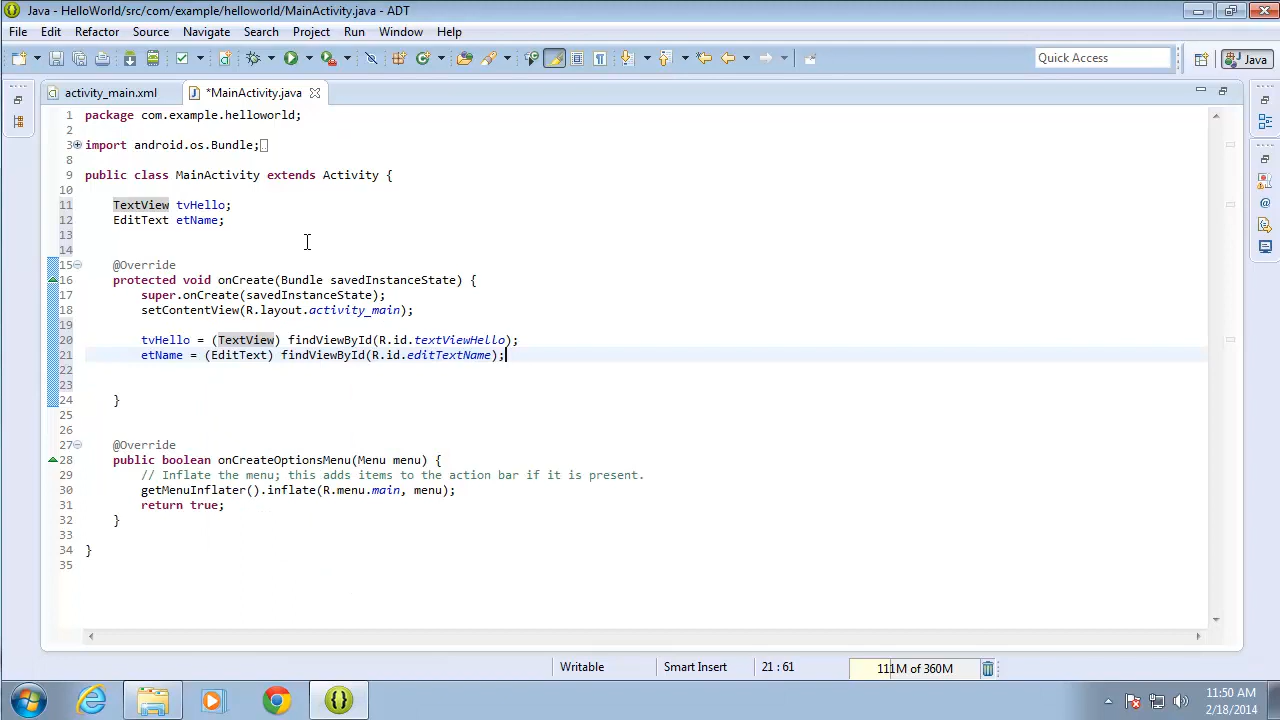 Java - HelloWorld/src/com/example/helloworld/MainActivity.java - ADT
File Edit Refactor Source Navigate Search Project Run Window Help
Quick Access
Java
activity_main.xml
*MainActivity.java
1 package com.example.helloworld;
2
3 import android.os.Bundle;
8
9 public class MainActivity extends Activity {
10
11 TextView tvHello;
12 EditText etName;
13
14
15 @Override
16 protected void onCreate(Bundle savedInstanceState) {
17 super.onCreate(savedInstanceState);
18 setContentView(R.layout.activity_main);
19
20 tvHello = (TextView) findViewById(R.id.textViewHello);
21 etName = (EditText) findViewById(R.id.editTextName);
22
23
24 }
25
26
27 @Override
28 public boolean onCreateOptionsMenu(Menu menu) {
29 // Inflate the menu; this adds items to the action bar if it is present.
30 getMenuInflater().inflate(R.menu.main, menu);
31 return true;
32 }
33
34 }
35
Writable
Smart Insert
21 : 61
111M of 360M
11:50 AM
2/18/2014